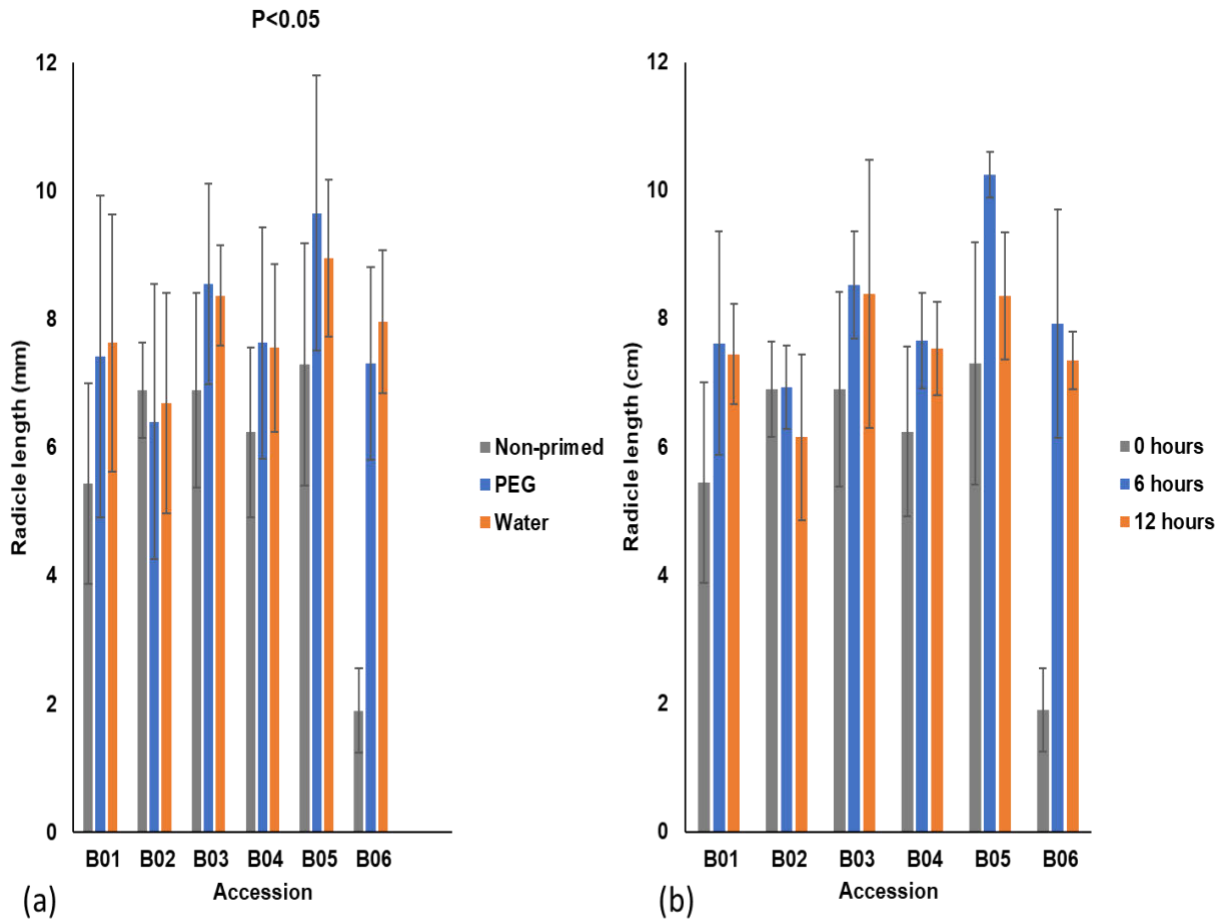 P<0.05
12
10
8
6
4
2
0
Radicle length (mm)
B01 B02 B03 B04 B05 B06
Accession
Non-primed
PEG
Water
(a)
12
10
8
6
4
2
0
Radicle length (cm)
B01 B02 B03 B04 B05 B06
Accession
0 hours
6 hours
12 hours
(b)